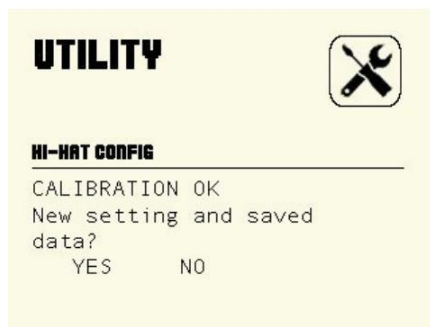 UTILITY
HI-HAT CONFIG
CALIBRATION OK
New setting and saved
data?
YES NO